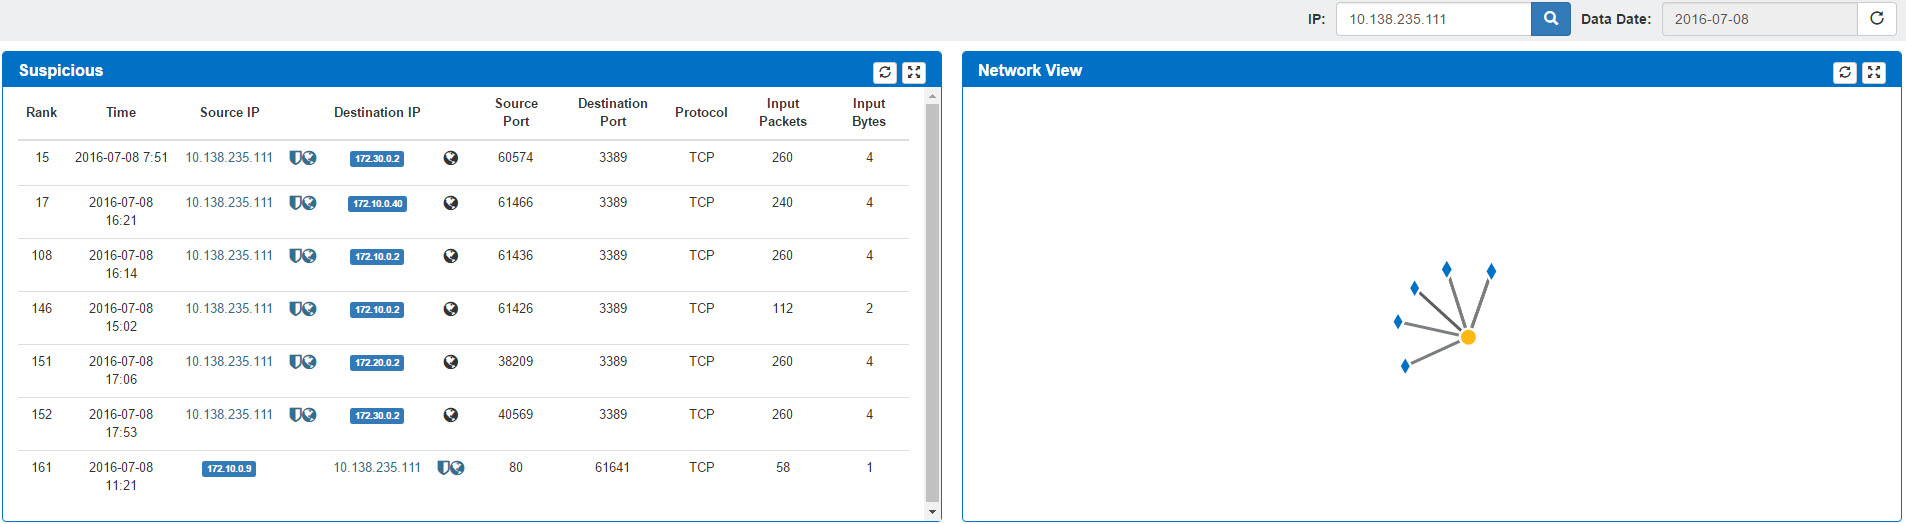 IP: 10.138.235.111 Data Date: 2016-07-08
Suspicious
Rank Time Source IP Destination IP Source Port Destination Port Protocol Input Packets Input Bytes
15 2016-07-08 7:51 10.138.235.111 172.30.0.2 60574 3389 TCP 260 4
17 2016-07-08 16:21 10.138.235.111 172.10.0.40 61466 3389 TCP 240 4
108 2016-07-08 16:14 10.138.235.111 172.10.0.2 61436 3389 TCP 260 4
146 2016-07-08 15:02 10.138.235.111 172.10.0.2 61426 3389 TCP 112 2
151 2016-07-08 17:06 10.138.235.111 172.20.0.2 38209 3389 TCP 260 4
152 2016-07-08 17:53 10.138.235.111 172.30.0.2 40569 3389 TCP 260 4
161 2016-07-08 11:21 172.10.0.9 10.138.235.111 80 61641 TCP 58 1
Network View